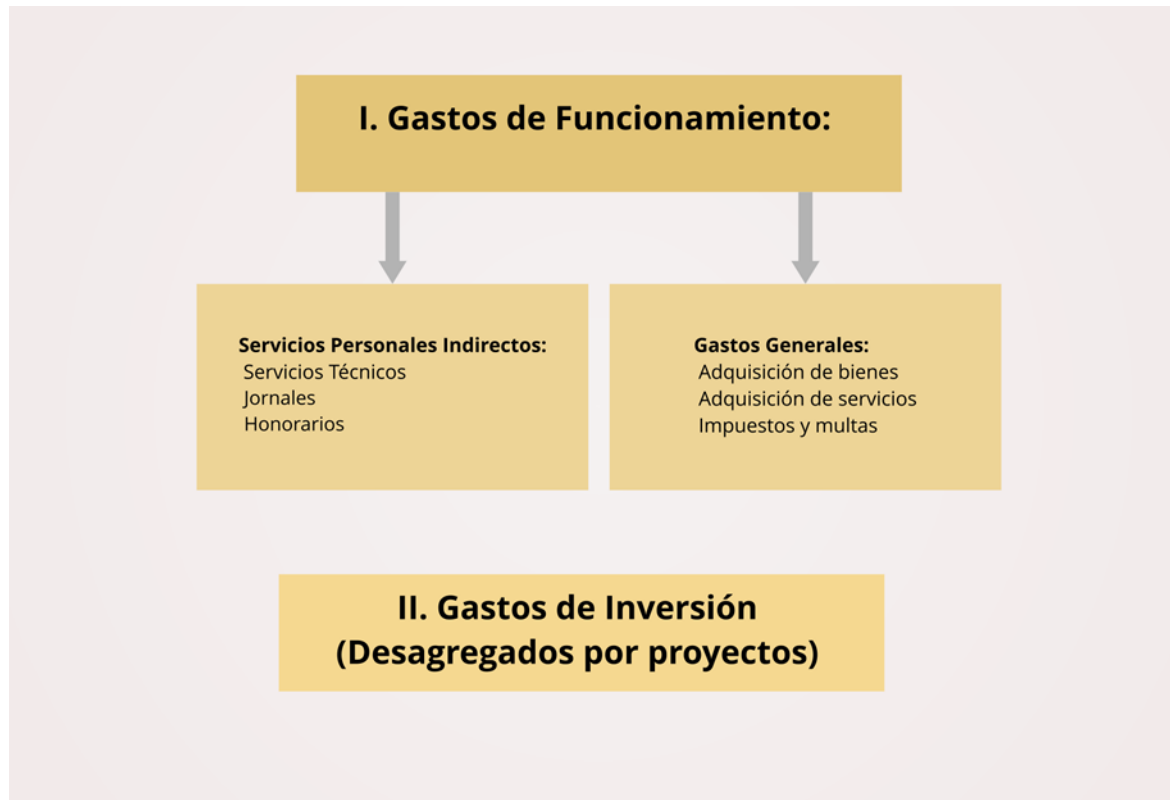 I. Gastos de Funcionamiento:
Servicios Personales Indirectos:
Servicios Técnicos
Jornales
Honorarios
Gastos Generales:
Adquisición de bienes
Adquisición de servicios
Impuestos y multas
II. Gastos de Inversión
(Desagregados por proyectos)